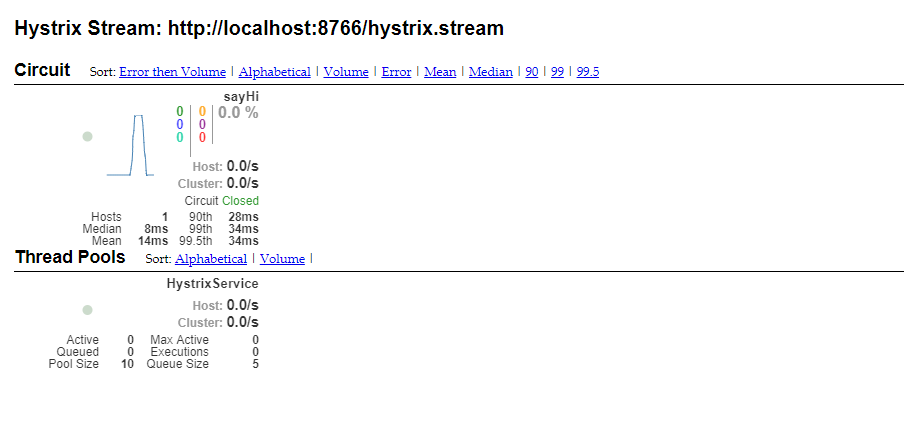 Hystrix Stream: http://localhost:8766/hystrix.stream
Circuit Sort: Error then Volume | Alphabetical | Volume | Error | Mean | Median | 90 | 99 | 99.5
sayHi
0 0 0.0 %
0 0
0 0
Host: 0.0/s
Cluster: 0.0/s
Circuit Closed
Hosts 1 90th 28ms
Median 8ms 99th 34ms
Mean 14ms 99.5th 34ms
Thread Pools Sort: Alphabetical | Volume |
HystrixService
Host: 0.0/s
Cluster: 0.0/s
Active 0 Max Active 0
Queued 0 Executions 0
Pool Size 10 Queue Size 5